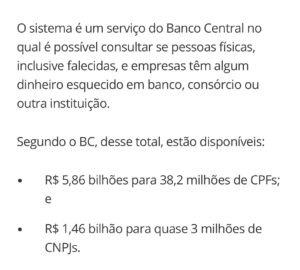 O sistema é um serviço do Banco Central no
qual é possível consultar se pessoas físicas,
inclusive falecidas, e empresas têm algum
dinheiro esquecido em banco, consórcio ou
outra instituição.
Segundo o BC, desse total, estão disponíveis:
• R$ 5,86 bilhões para 38,2 milhões de CPFs;
e
• R$ 1,46 bilhão para quase 3 milhões de
CNPJs.